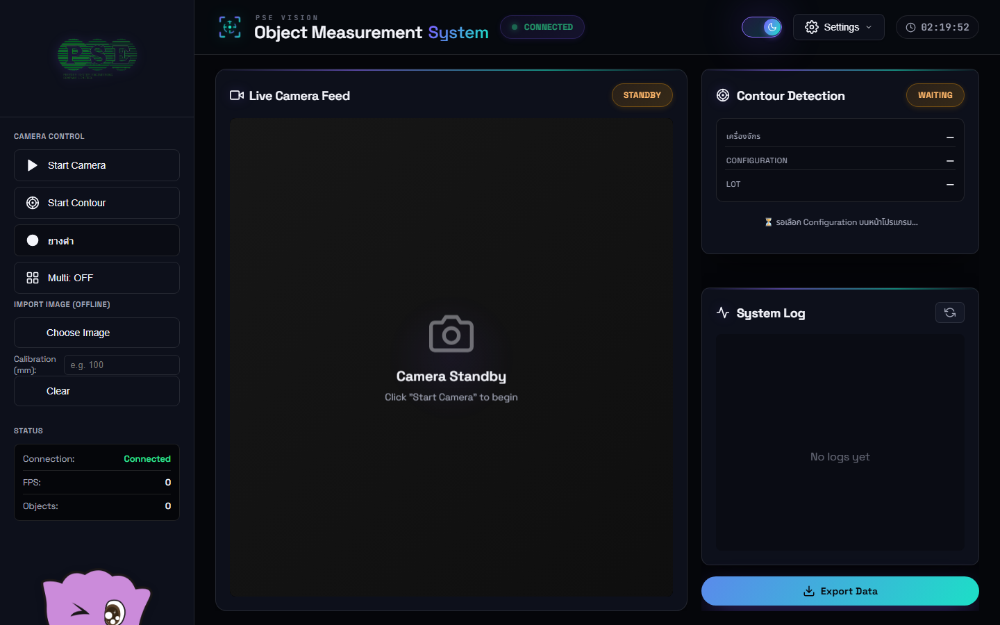 PSE
CAMERA CONTROL
Start Camera
Start Contour
ยางดำ
Multi: OFF
IMPORT IMAGE (OFFLINE)
Choose Image
Calibration
(mm):
e.g. 100
Clear
STATUS
Connection: Connected
FPS: 0
Objects: 0
PSE VISION
Object Measurement System
CONNECTED
Settings
02:19:52
Live Camera Feed
STANDBY
Camera Standby
Click "Start Camera" to begin
Contour Detection
WAITING
เครื่องจักร —
CONFIGURATION —
LOT —
⏳ รอเลือก Configuration บนหน้าโปรแกรม...
System Log
No logs yet
Export Data